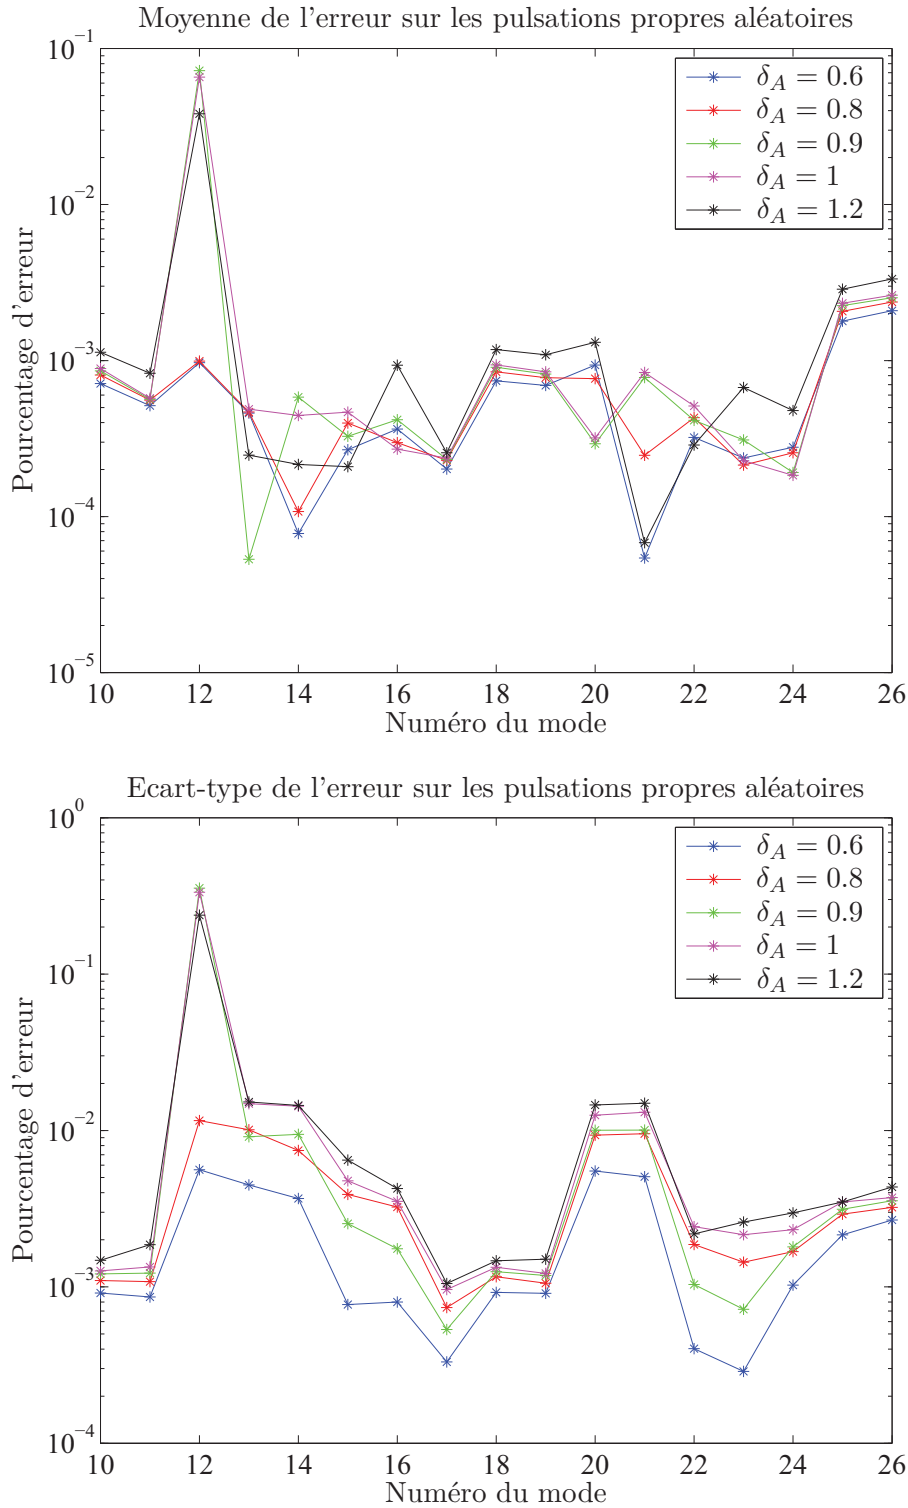 Moyenne de l'erreur sur les pulsations propres aléatoires
10⁻¹
10⁻²
10⁻³
10⁻⁴
10⁻⁵
Pourcentage d'erreur
δ_A = 0.6
δ_A = 0.8
δ_A = 0.9
δ_A = 1
δ_A = 1.2
10 12 14 16 18 20 22 24 26
Numéro du mode
Ecart-type de l'erreur sur les pulsations propres aléatoires
10⁰
10⁻¹
10⁻²
10⁻³
10⁻⁴
Pourcentage d'erreur
δ_A = 0.6
δ_A = 0.8
δ_A = 0.9
δ_A = 1
δ_A = 1.2
10 12 14 16 18 20 22 24 26
Numéro du mode